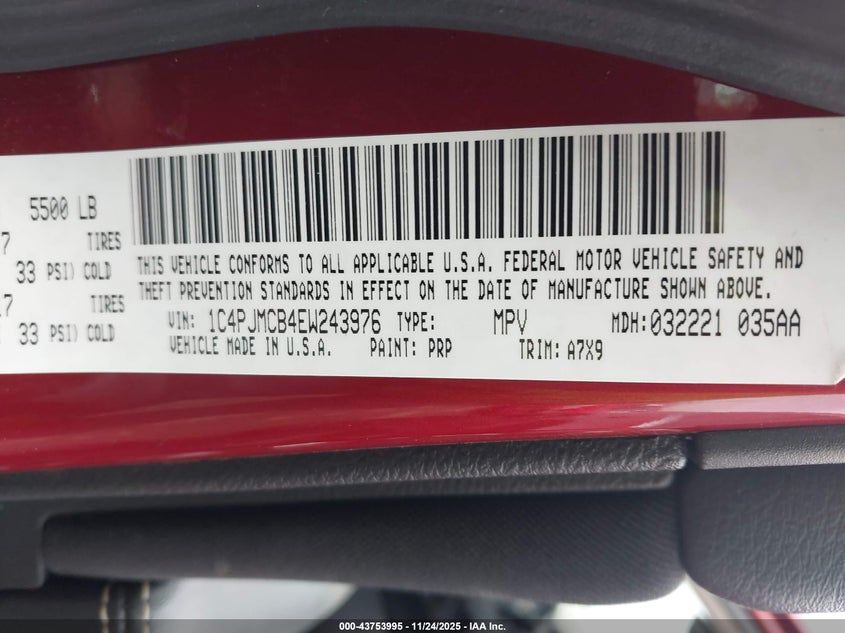 5500 LB
7 TIRES
33 PSI) COLD
.7 TIRES
33 PSI) COLD
THIS VEHICLE CONFORMS TO ALL APPLICABLE U.S.A. FEDERAL MOTOR VEHICLE SAFETY AND
THEFT PREVENTION STANDARDS IN EFFECT ON THE DATE OF MANUFACTURE SHOWN ABOVE.
VIN: 1C4PJMCB4EW243976 TYPE: MPV MDH:032221 035AA
VEHICLE MADE IN U.S.A. PAINT: PRP TRIM: A7X9
000-43753995 - 11/24/2025 - IAA Inc.